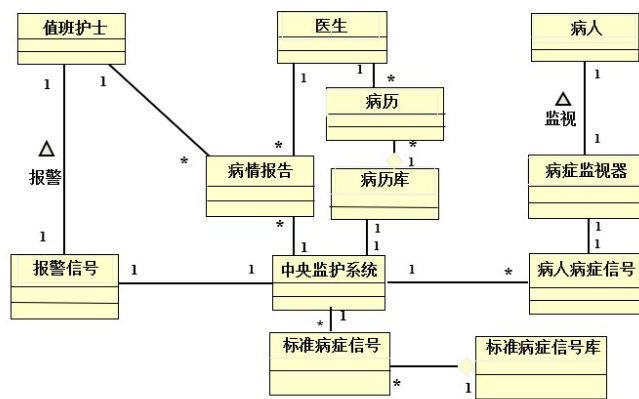 值班护士
医生
病人
1
1
1
1
*
1
病历
监视
*
*
*
1
1
报警
病情报告
病历库
病症监视器
*
1
1
1
1
1
1
报警信号
1
1
中央监护系统
1
*
病人病症信号
*
1
标准病症信号
标准病症信号库
*
1